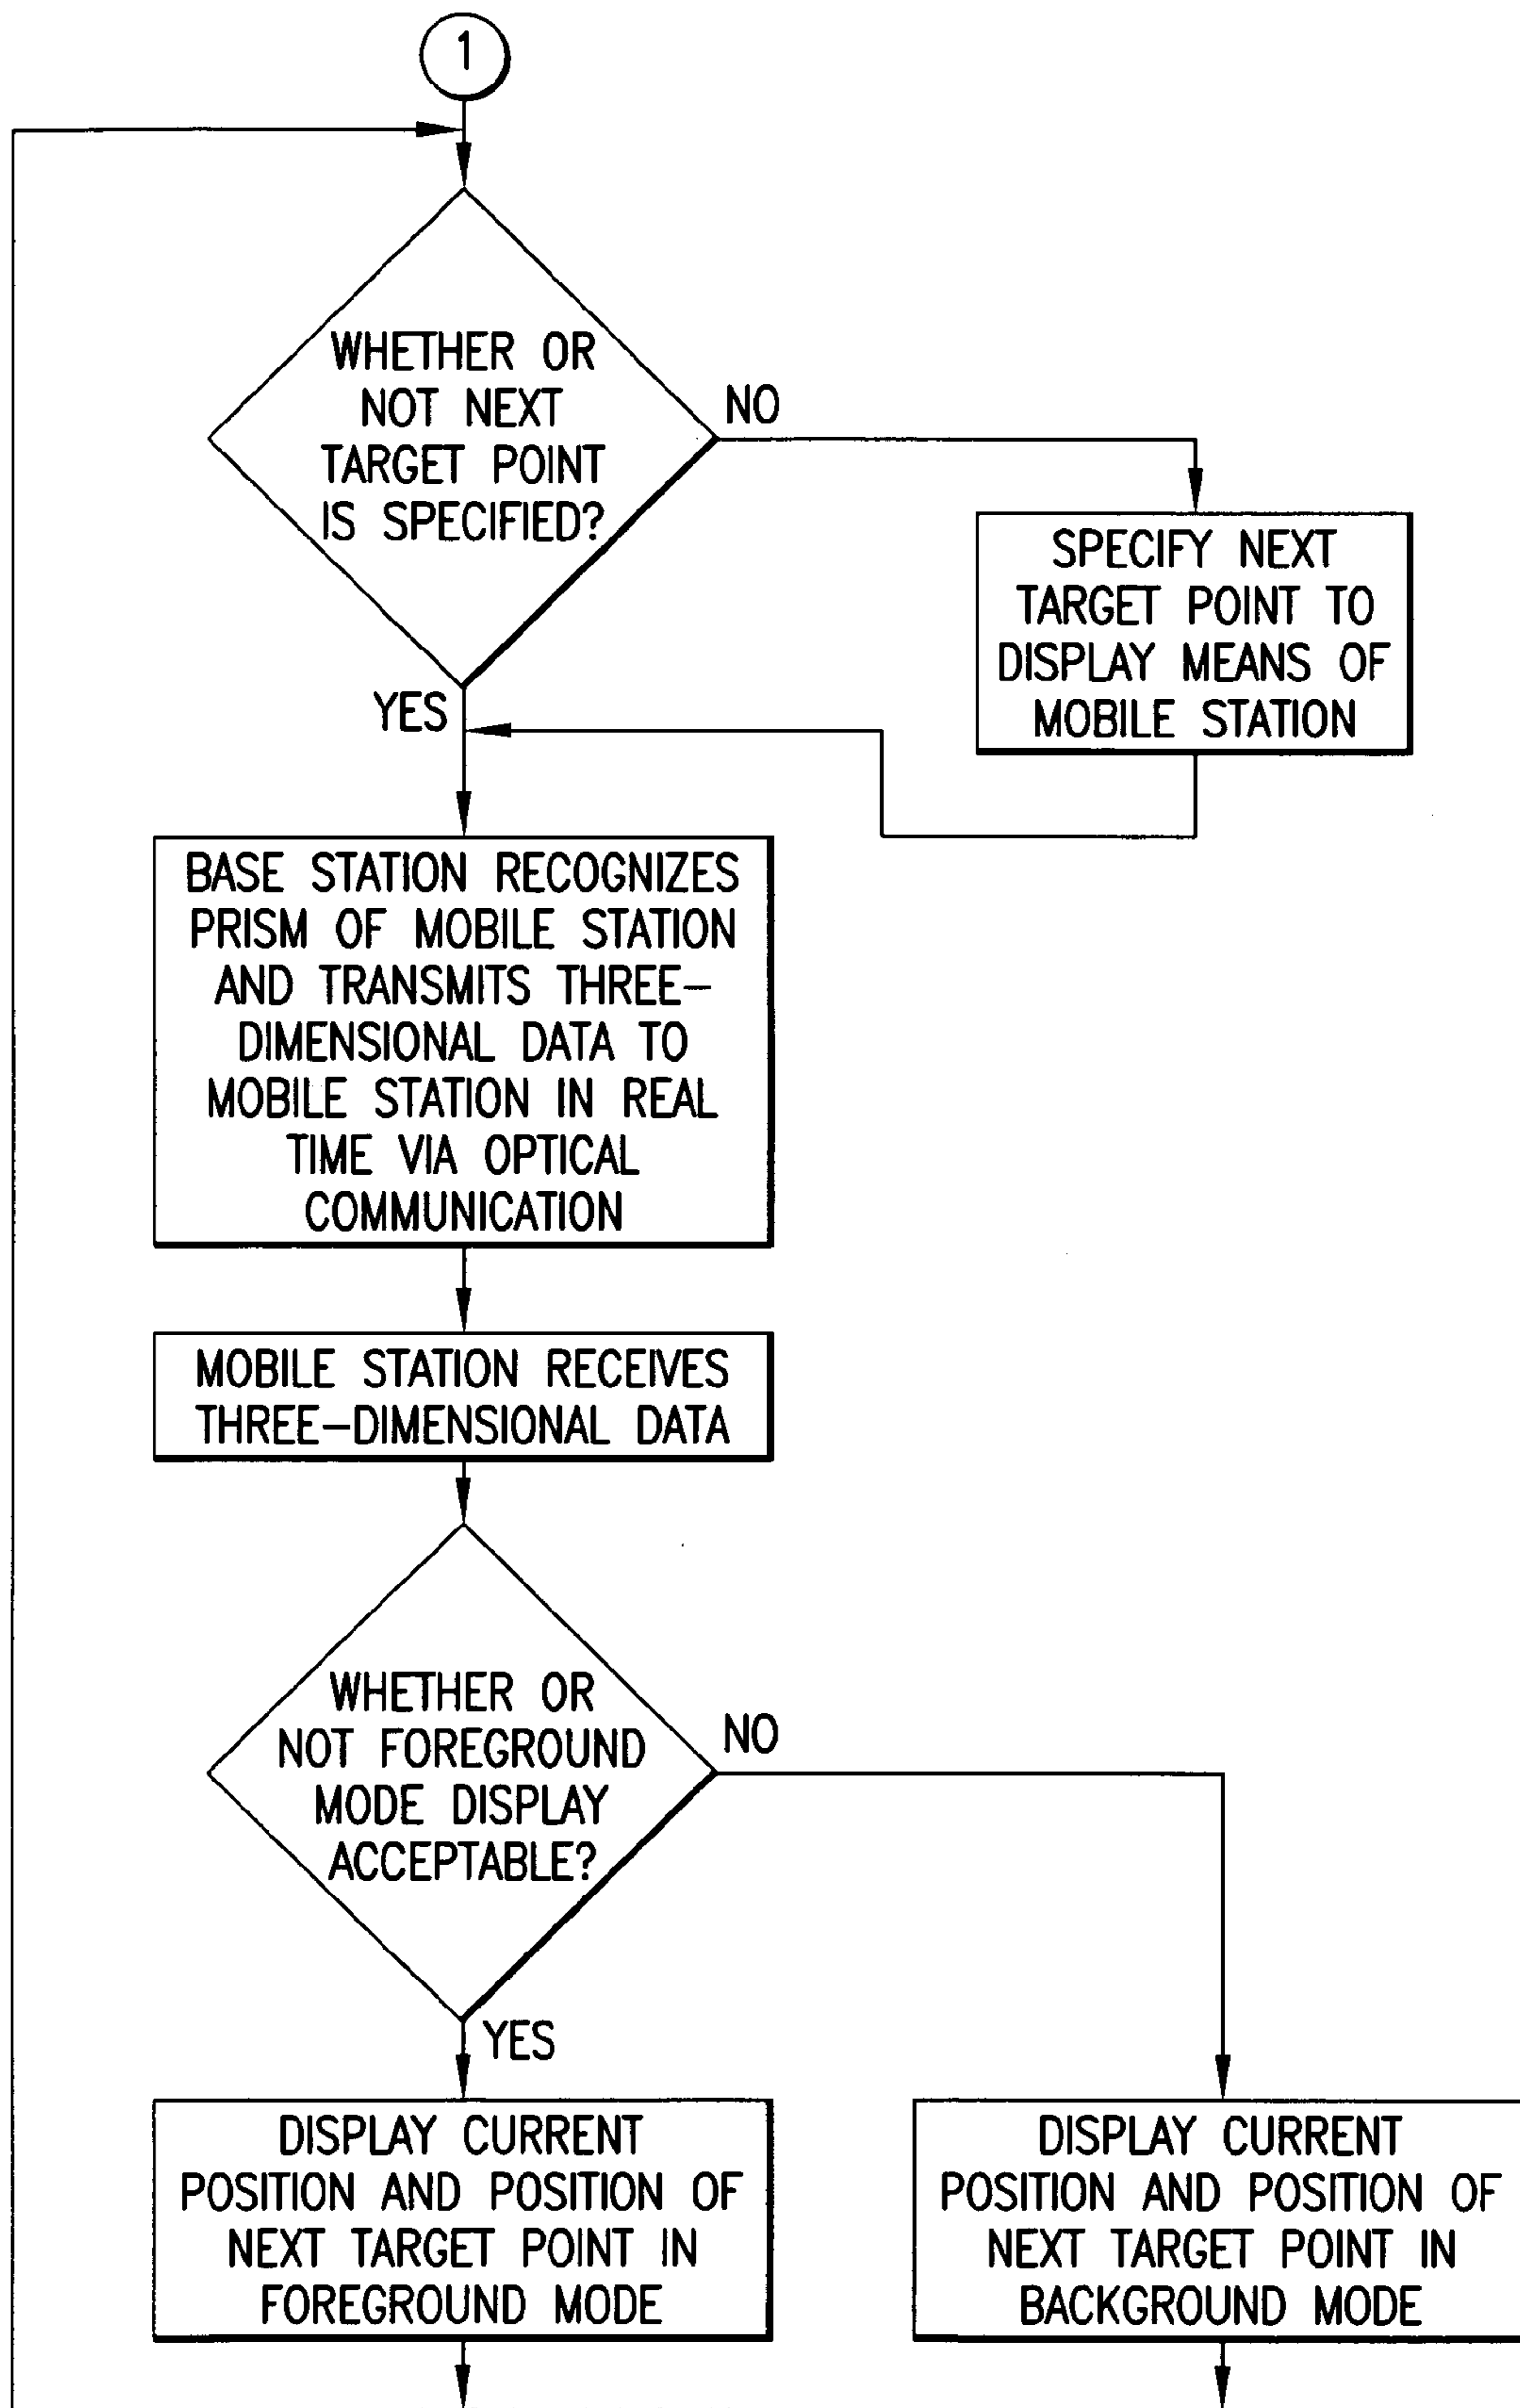 1
WHETHER OR
NOT NEXT
TARGET POINT
IS SPECIFIED?
NO
SPECIFY NEXT
TARGET POINT TO
DISPLAY MEANS OF
MOBILE STATION
YES
BASE STATION RECOGNIZES
PRISM OF MOBILE STATION
AND TRANSMITS THREE-
DIMENSIONAL DATA TO
MOBILE STATION IN REAL
TIME VIA OPTICAL
COMMUNICATION
MOBILE STATION RECEIVES
THREE-DIMENSIONAL DATA
WHETHER OR
NOT FOREGROUND
MODE DISPLAY
ACCEPTABLE?
NO
YES
DISPLAY CURRENT
POSITION AND POSITION OF
NEXT TARGET POINT IN
FOREGROUND MODE
DISPLAY CURRENT
POSITION AND POSITION OF
NEXT TARGET POINT IN
BACKGROUND MODE